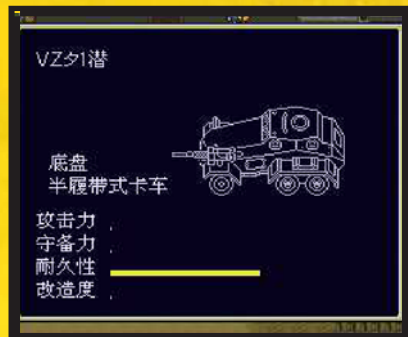 VZタ1潜
底盘
半履带式卡车
攻击力
守备力
耐久性
改造度